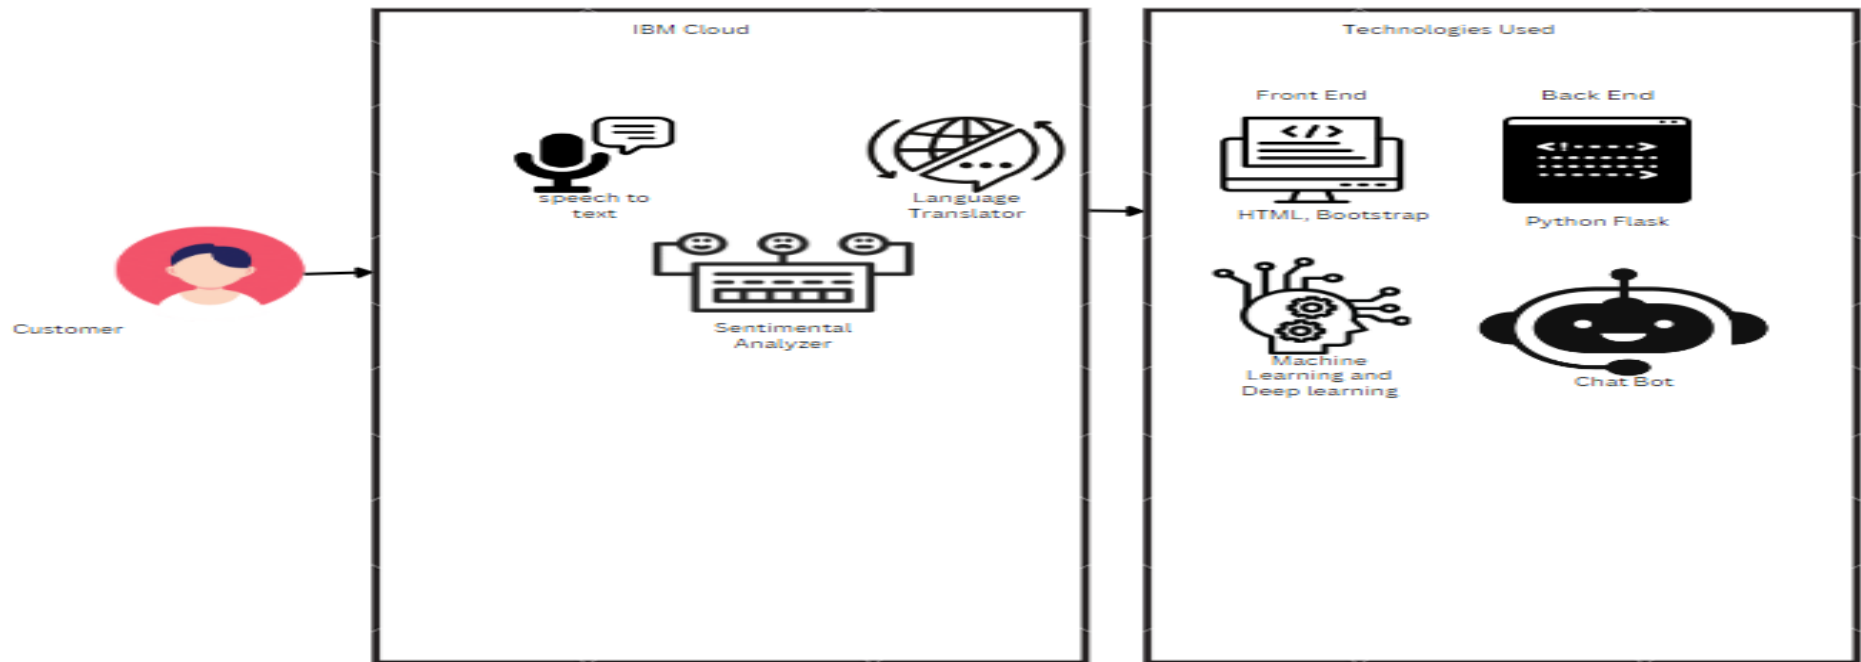 IBM Cloud
Technologies Used
Front End
Back End
speech to
text
Language
Translator
HTML, Bootstrap
Python Flask
Customer
Sentimental
Analyzer
Machine
Learning and
Deep learning
Chat Bot